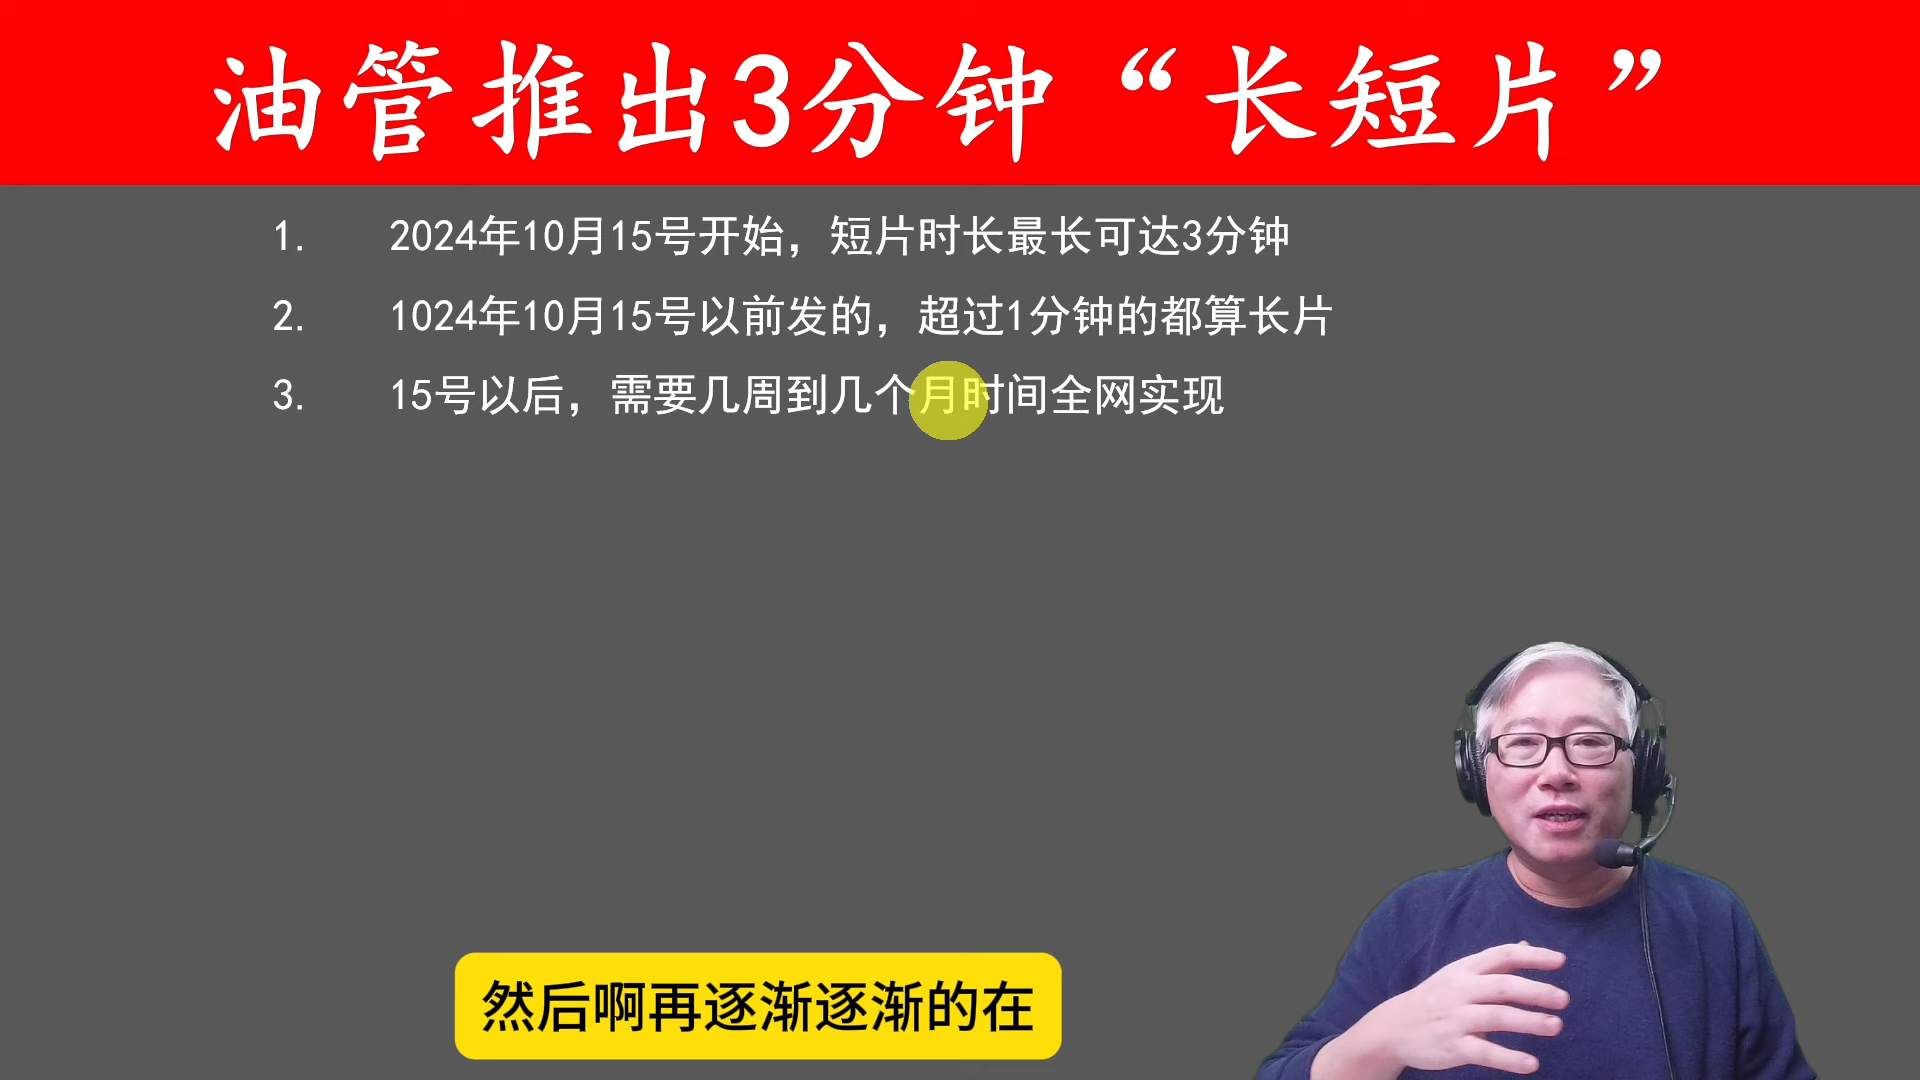 油管推出3分钟“长短片”
1. 2024年10月15号开始，短片时长最长可达3分钟
2. 1024年10月15号以前发的，超过1分钟的都算长片
3. 15号以后，需要几周到几个月时间全网实现
然后啊再逐渐逐渐的在